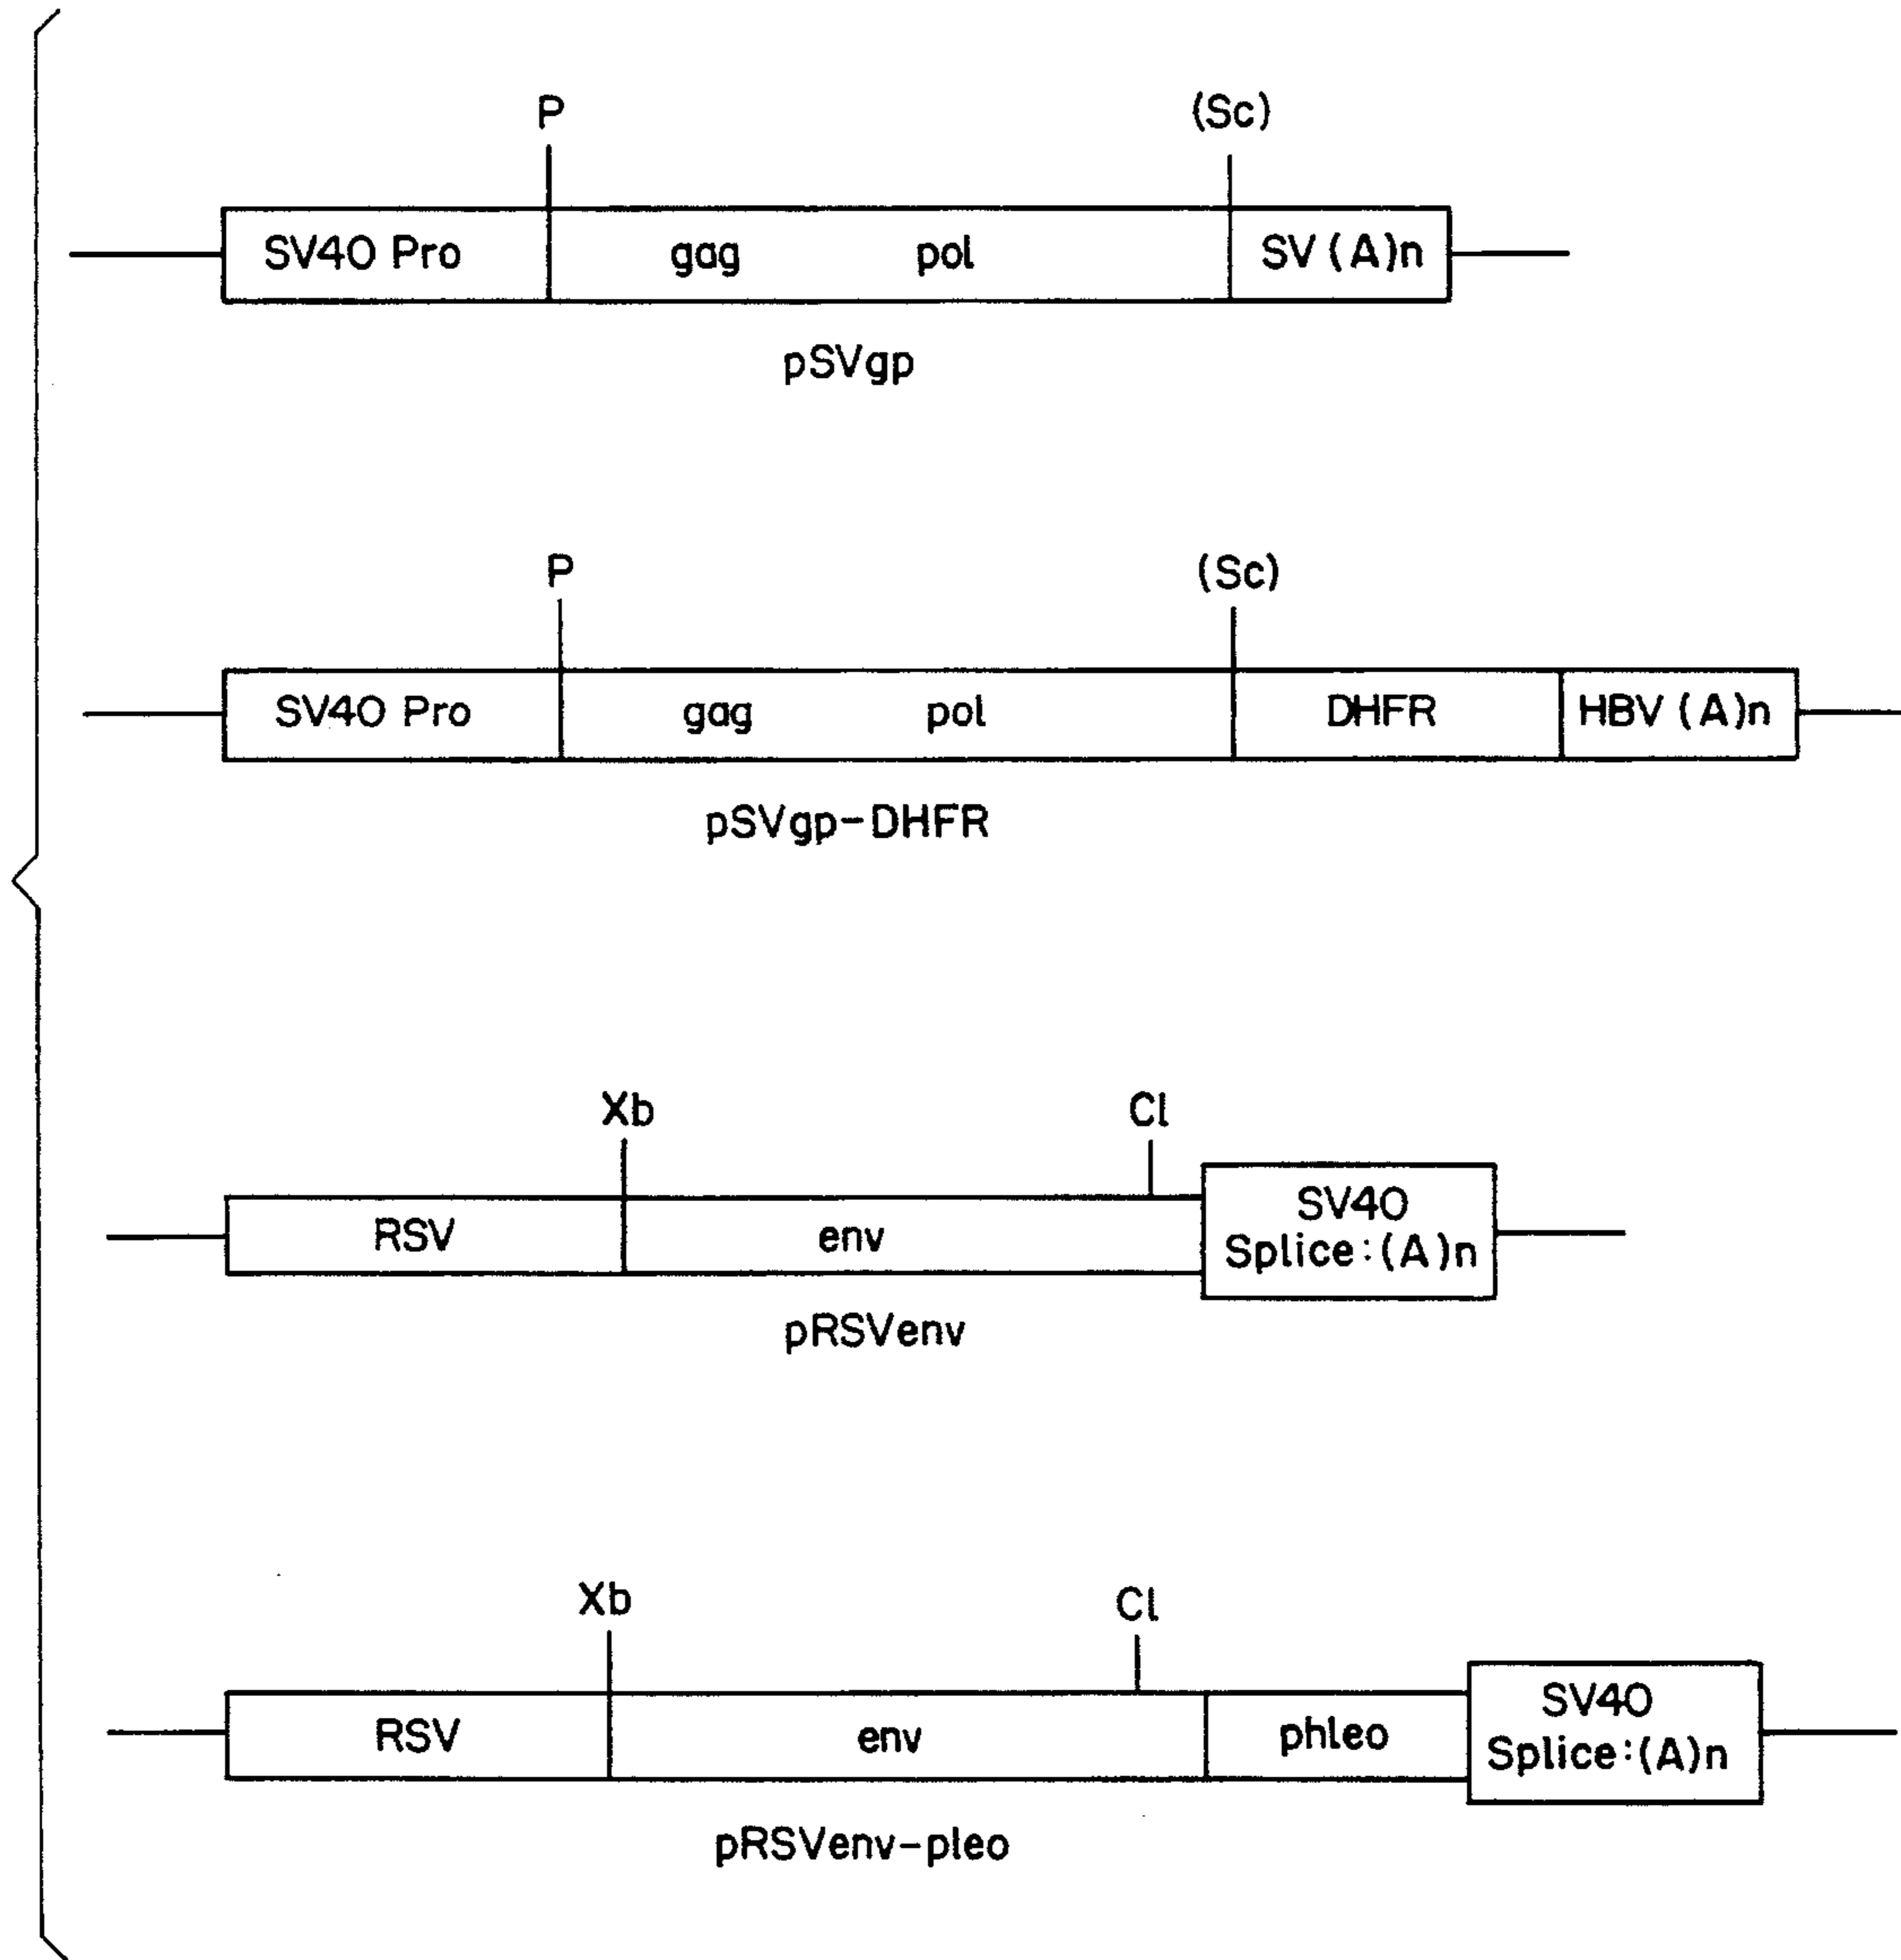 P (Sc)
SV40 Pro gag pol SV (A)n
pSVgp
P (Sc)
SV40 Pro gag pol DHFR HBV (A)n
pSVgp-DHFR
Xb Cl
RSV env SV40
Splice:(A)n
pRSVenv
Xb Cl
RSV env phleo SV40
Splice:(A)n
pRSVenv-pleo